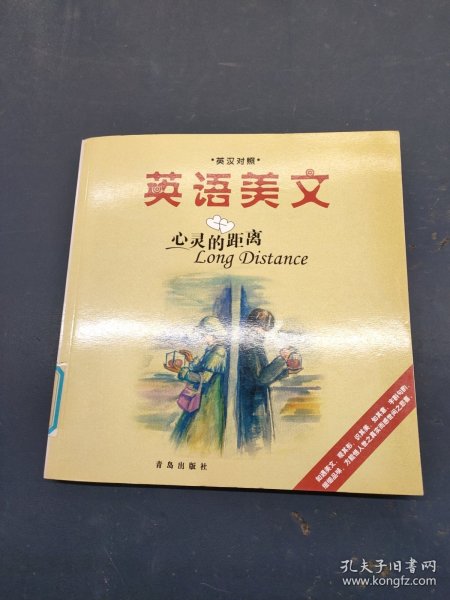 *英汉对照*
英语美文
心灵的距离
Long Distance
青岛出版社
孔夫子旧书网
www.kongfz.com